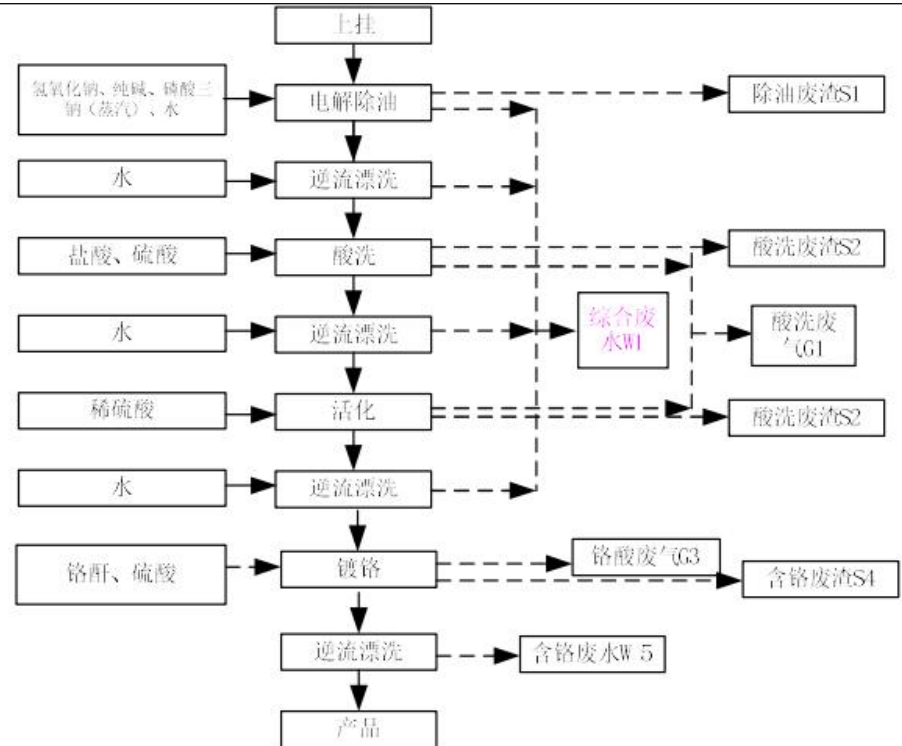 上挂
氢氧化钠、纯碱、磷酸三
钠（蒸汽）、水
电解除油
除油废渣S1
水
逆流漂洗
盐酸、硫酸
酸洗
酸洗废渣S2
水
逆流漂洗
综合废
水W1
酸洗废
气G1
稀硫酸
活化
酸洗废渣S2
水
逆流漂洗
铬酐、硫酸
镀铬
铬酸废气G3
含铬废渣S4
逆流漂洗
含铬废水W 5
产品